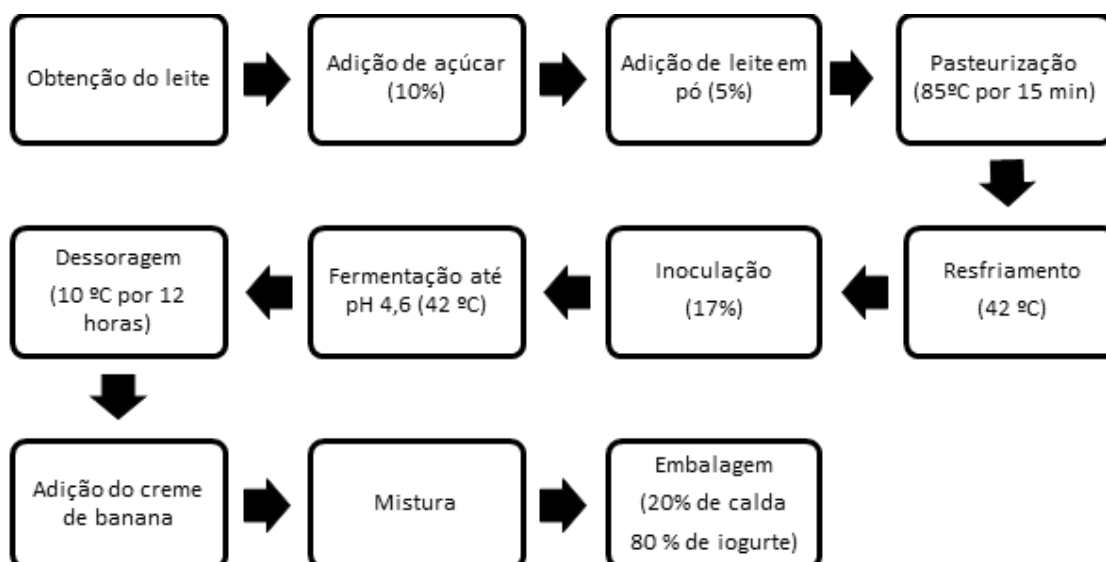 Obtenção do leite
Adição de açúcar
(10%)
Adição de leite em
pó (5%)
Pasteurização
(85ºC por 15 min)
Resfriamento
(42 ºC)
Inoculação
(17%)
Fermentação até
pH 4,6 (42 ºC)
Dessoragem
(10 ºC por 12
horas)
Adição do creme
de banana
Mistura
Embalagem
(20% de calda
80 % de iogurte)